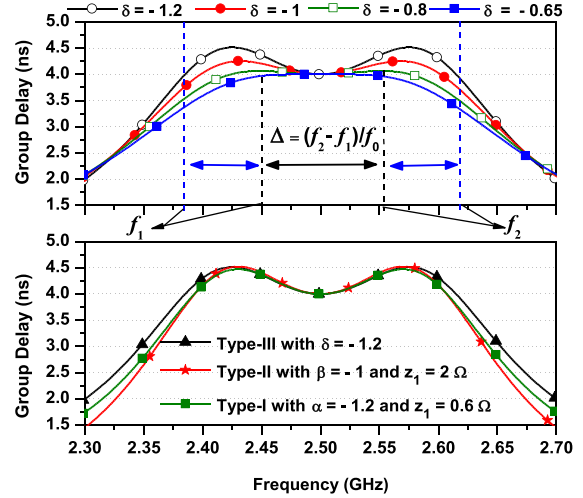 δ = - 1.2 δ = - 1 δ = - 0.8 δ = - 0.65
5.0
4.5
4.0
3.5
3.0
2.5
2.0
1.5
Group Delay (ns)
Δ = (f2-f1)/f0
f1 f2
5.0
4.5
4.0
3.5
3.0
2.5
2.0
1.5
Group Delay (ns)
Type-III with δ = - 1.2
Type-II with β = - 1 and z1 = 2 Ω
Type-I with α = - 1.2 and z1 = 0.6 Ω
2.30 2.35 2.40 2.45 2.50 2.55 2.60 2.65 2.70
Frequency (GHz)